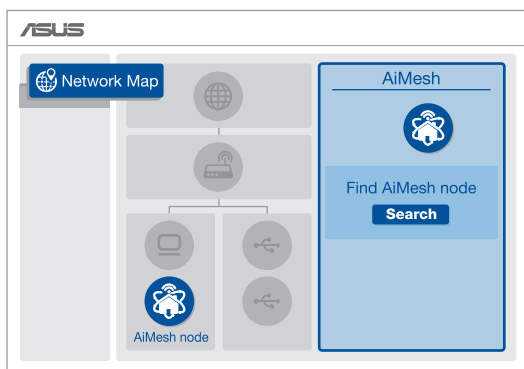 ASUS
Network Map
AiMesh
Find AiMesh node
Search
AiMesh node